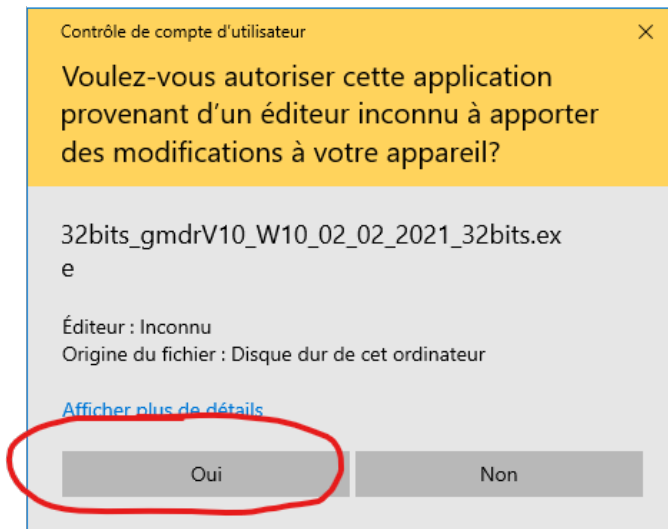 Contrôle de compte d'utilisateur
Voulez-vous autoriser cette application
provenant d'un éditeur inconnu à apporter
des modifications à votre appareil?
32bits_gmdrV10_W10_02_02_2021_32bits.ex
e
Éditeur : Inconnu
Origine du fichier : Disque dur de cet ordinateur
Afficher plus de détails
Oui
Non